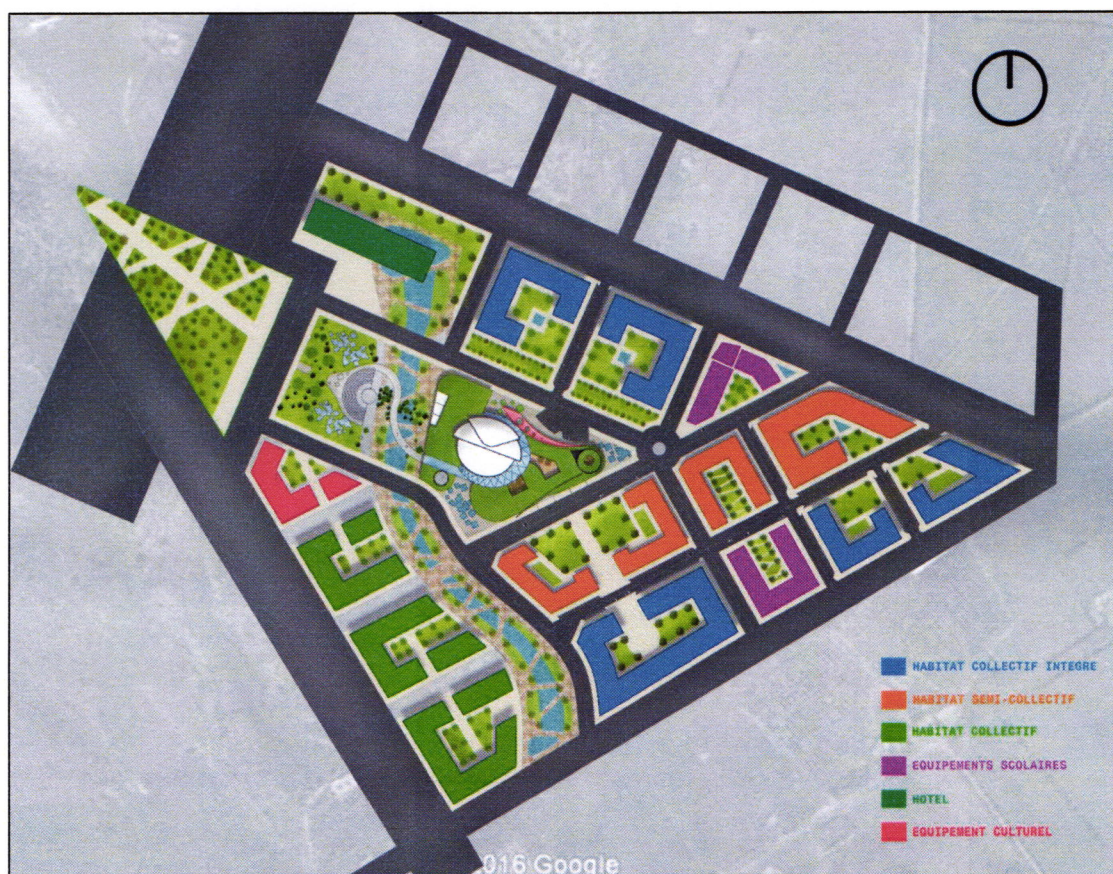 HABITAT COLLECTIF INTEGRE
HABITAT SEMI-COLLECTIF
HABITAT COLLECTIF
EQUIPEMENTS SCOLAIRES
HOTEL
EQUIPEMENT CULTUREL
016 Google